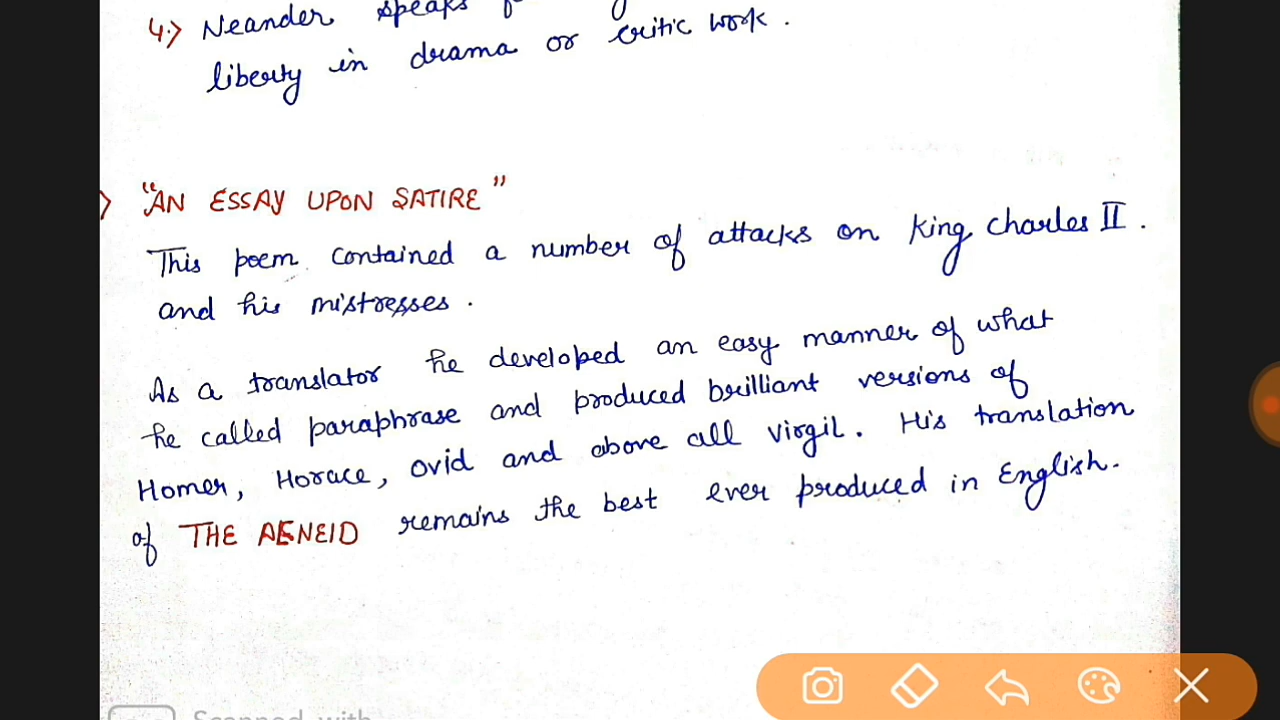 4.) Neander speaks
liberty in drama or critic work.
"AN ESSAY UPON SATIRE"
This poem contained a number of attacks on King Charles II.
and his mistresses.
As a translator he developed an easy manner of what
he called paraphrase and produced brilliant versions of
Homer, Horace, Ovid and above all Virgil. His translation
of THE AENEID remains the best ever produced in English.
Scanned with